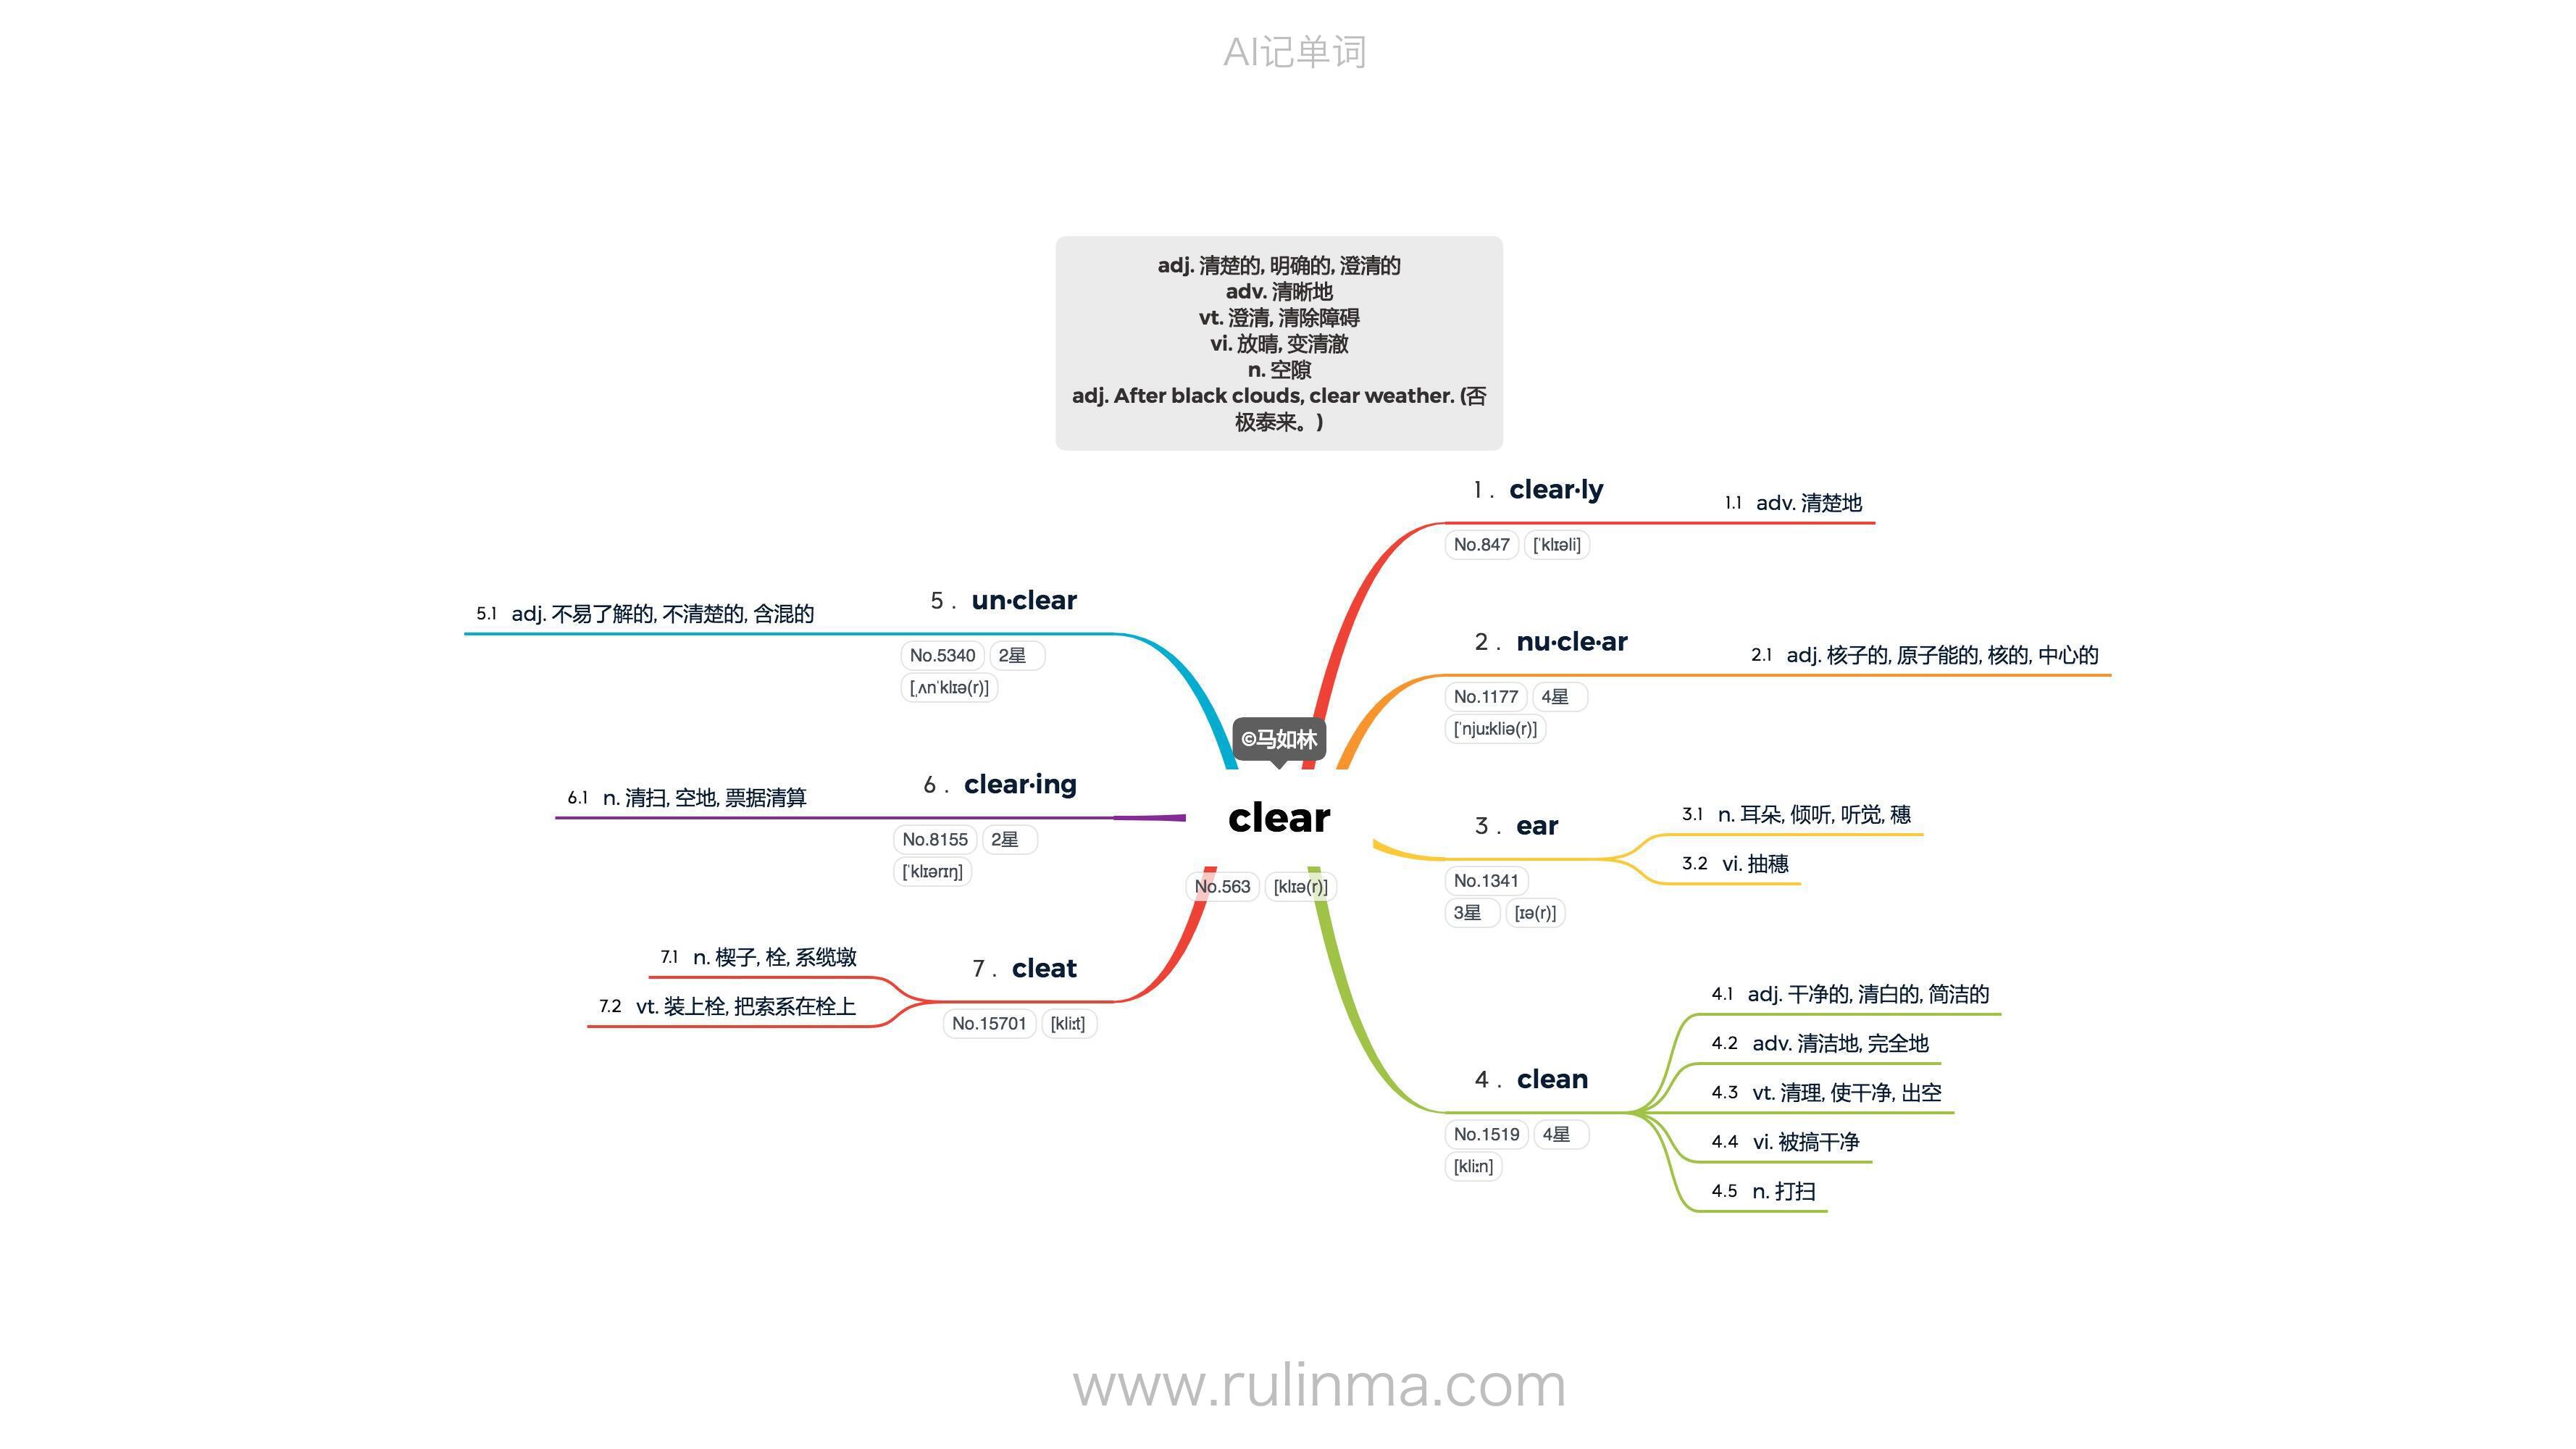 AI记单词
adj. 清楚的, 明确的, 澄清的
adv. 清晰地
vt. 澄清, 清除障碍
vi. 放晴, 变清澈
n. 空隙
adj. After black clouds, clear weather. (否
极泰来。)
©马如林
clear
No.563 [klɪə(r)]
1 . clear·ly
No.847 [ˈklɪəli]
1.1 adv. 清楚地
2 . nu·cle·ar
No.1177 4星
[ˈnjuːkliə(r)]
2.1 adj. 核子的, 原子能的, 核的, 中心的
3 . ear
No.1341
3星 [ɪə(r)]
3.1 n. 耳朵, 倾听, 听觉, 穗
3.2 vi. 抽穗
4 . clean
No.1519 4星
[kliːn]
4.1 adj. 干净的, 清白的, 简洁的
4.2 adv. 清洁地, 完全地
4.3 vt. 清理, 使干净, 出空
4.4 vi. 被搞干净
4.5 n. 打扫
5 . un·clear
No.5340 2星
[ˌʌnˈklɪə(r)]
5.1 adj. 不易了解的, 不清楚的, 含混的
6 . clear·ing
No.8155 2星
[ˈklɪərɪŋ]
6.1 n. 清扫, 空地, 票据清算
7 . cleat
No.15701 [kliːt]
7.1 n. 楔子, 栓, 系缆墩
7.2 vt. 装上栓, 把索系在栓上
www.rulinma.com